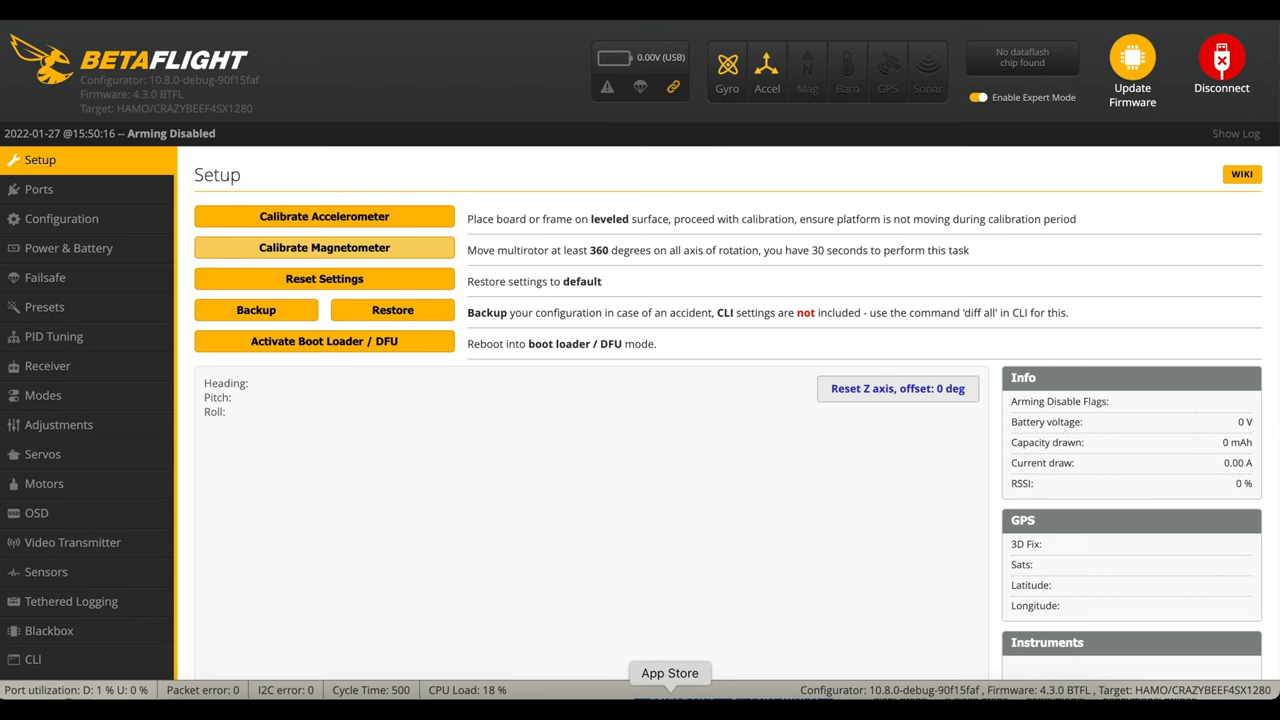 BETAFLIGHT
Configurator: 10.8.0-debug-90f15faf
Firmware: 4.3.0 BTFL
Target: HAMO/CRAZYBEEF4SX1280
0.00V (USB)
Gyro
Accel
Mag
Baro
GPS
Sonar
No dataflash
chip found
Enable Expert Mode
Update
Firmware
Disconnect
2022-01-27 @15:50:16 -- Arming Disabled
Show Log
Setup
Ports
Configuration
Power & Battery
Failsafe
Presets
PID Tuning
Receiver
Modes
Adjustments
Servos
Motors
OSD
Video Transmitter
Sensors
Tethered Logging
Blackbox
CLI
Setup
WIKI
Calibrate Accelerometer
Place board or frame on leveled surface, proceed with calibration, ensure platform is not moving during calibration period
Calibrate Magnetometer
Move multirotor at least 360 degrees on all axis of rotation, you have 30 seconds to perform this task
Reset Settings
Restore settings to default
Backup
Restore
Backup your configuration in case of an accident, CLI settings are not included - use the command 'diff all' in CLI for this.
Activate Boot Loader / DFU
Reboot into boot loader / DFU mode.
Heading:
Pitch:
Roll:
Reset Z axis, offset: 0 deg
Info
Arming Disable Flags:
Battery voltage: 0 V
Capacity drawn: 0 mAh
Current draw: 0.00 A
RSSI: 0 %
GPS
3D Fix:
Sats:
Latitude:
Longitude:
Instruments
App Store
Port utilization: D: 1 % U: 0 %
Packet error: 0
I2C error: 0
Cycle Time: 500
CPU Load: 18 %
Configurator: 10.8.0-debug-90f15faf , Firmware: 4.3.0 BTFL , Target: HAMO/CRAZYBEEF4SX1280